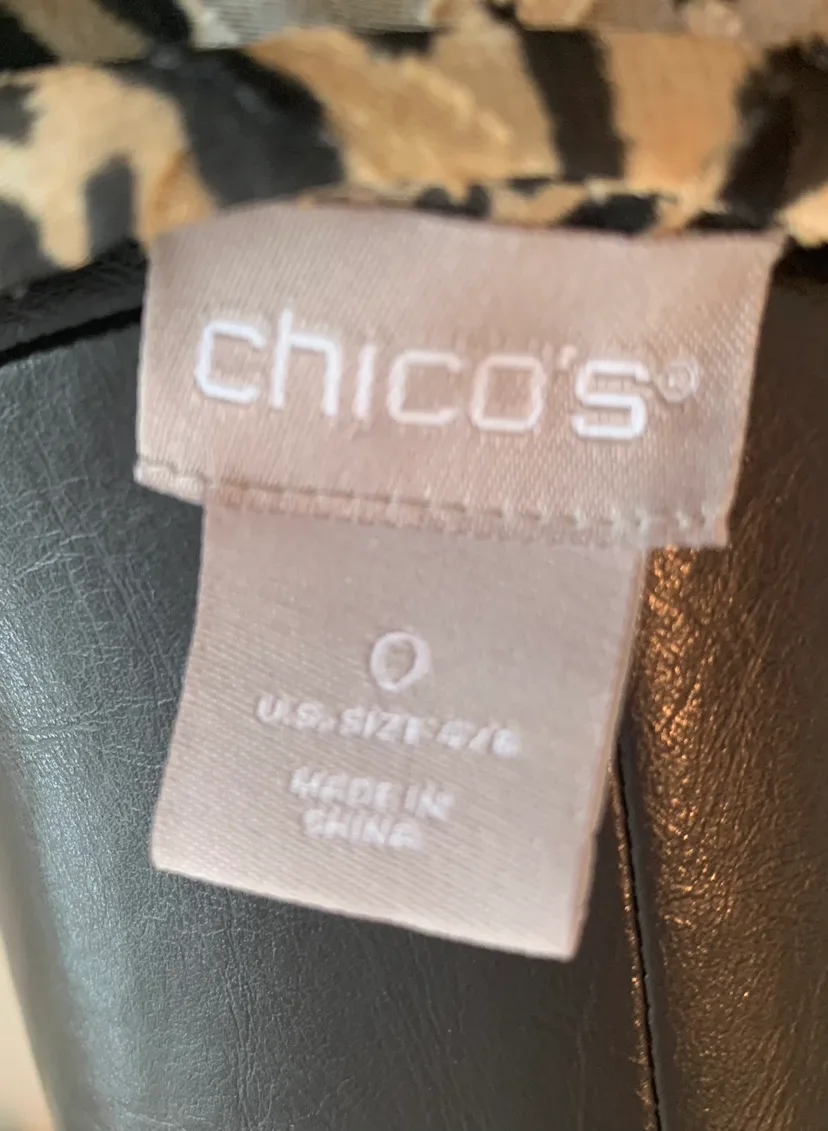 chico's®
0
U.S. SIZE 4/6
MADE IN
CHINA